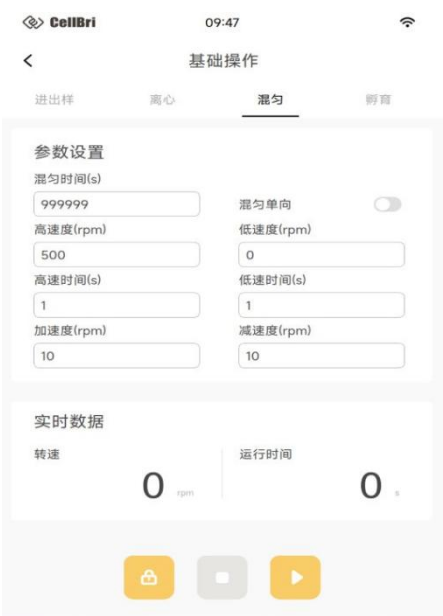 CellBri 09:47
基础操作
进出样 离心 混匀 孵育
参数设置
混匀时间(s)
999999 混匀单向
高速度(rpm) 低速度(rpm)
500 0
高速时间(s) 低速时间(s)
1 1
加速度(rpm) 减速度(rpm)
10 10
实时数据
转速 运行时间
0 rpm 0 s